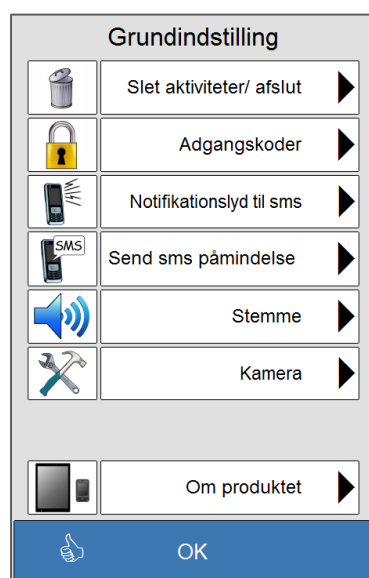 Grundindstilling
Slet aktiviteter/ afslut
Adgangskoder
Notifikationslyd til sms
SMS
Send sms påmindelse
Stemme
Kamera
Om produktet
OK